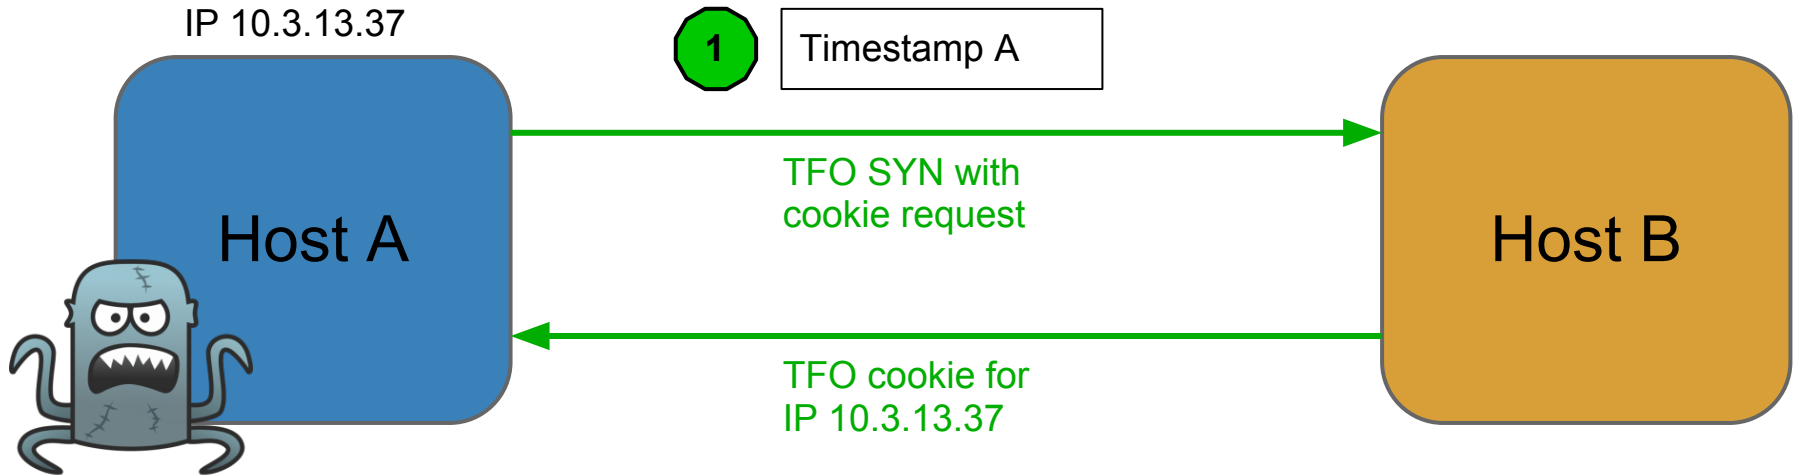 IP 10.3.13.37
1
Timestamp A
TFO SYN with
cookie request
Host A
Host B
TFO cookie for
IP 10.3.13.37